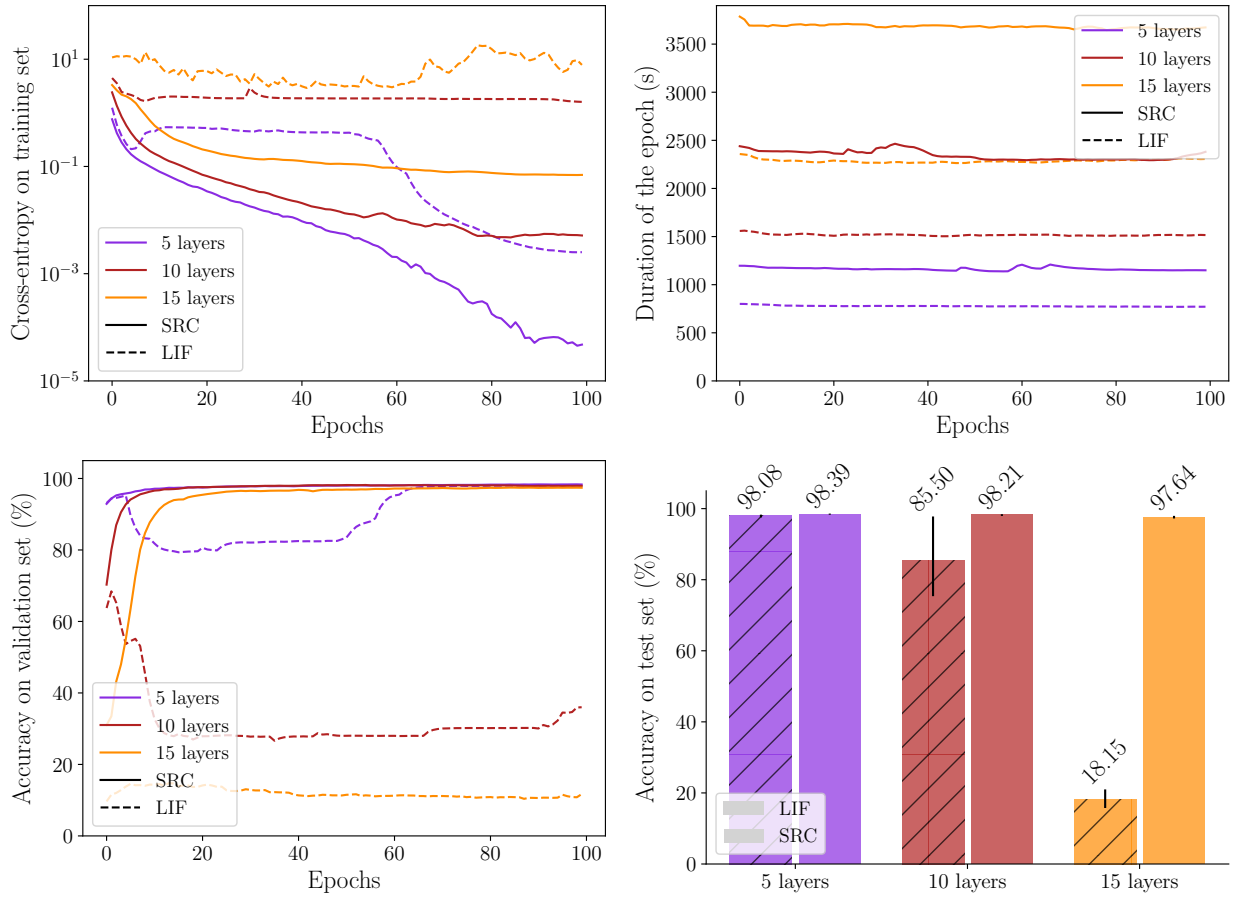 Cross-entropy on training set
10^1
10^−1
10^−3
10^−5
0
20
40
60
80
100
Epochs
5 layers
10 layers
15 layers
SRC
LIF
Duration of the epoch (s)
3500
3000
2500
2000
1500
1000
500
0
0
20
40
60
80
100
Epochs
5 layers
10 layers
15 layers
SRC
LIF
Accuracy on validation set (%)
100
80
60
40
20
0
0
20
40
60
80
100
Epochs
5 layers
10 layers
15 layers
SRC
LIF
Accuracy on test set (%)
100
80
60
40
20
0
98.08
98.39
85.50
98.21
18.15
97.64
LIF
SRC
5 layers
10 layers
15 layers